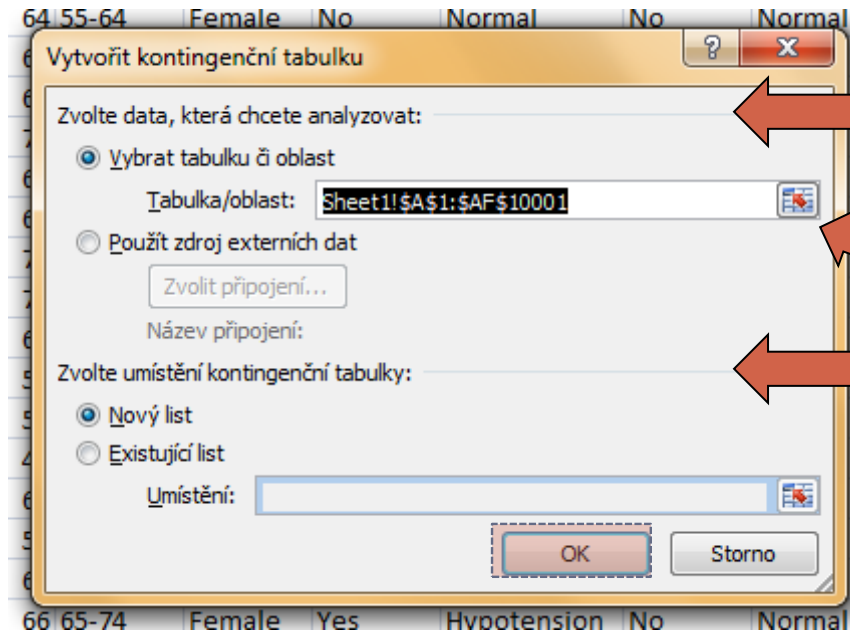 64 55-64 Female No Normal No Normal
Vytvořit kontingenční tabulku
Zvolte data, která chcete analyzovat:
Vybrat tabulku či oblast
Tabulka/oblast: Sheet1!$A$1:$AF$10001
Použít zdroj externích dat
Zvolit připojení...
Název připojení:
Zvolte umístění kontingenční tabulky:
Nový list
Existující list
Umístění:
OK Storno
66 65-74 Female Yes Hypotension No Normal